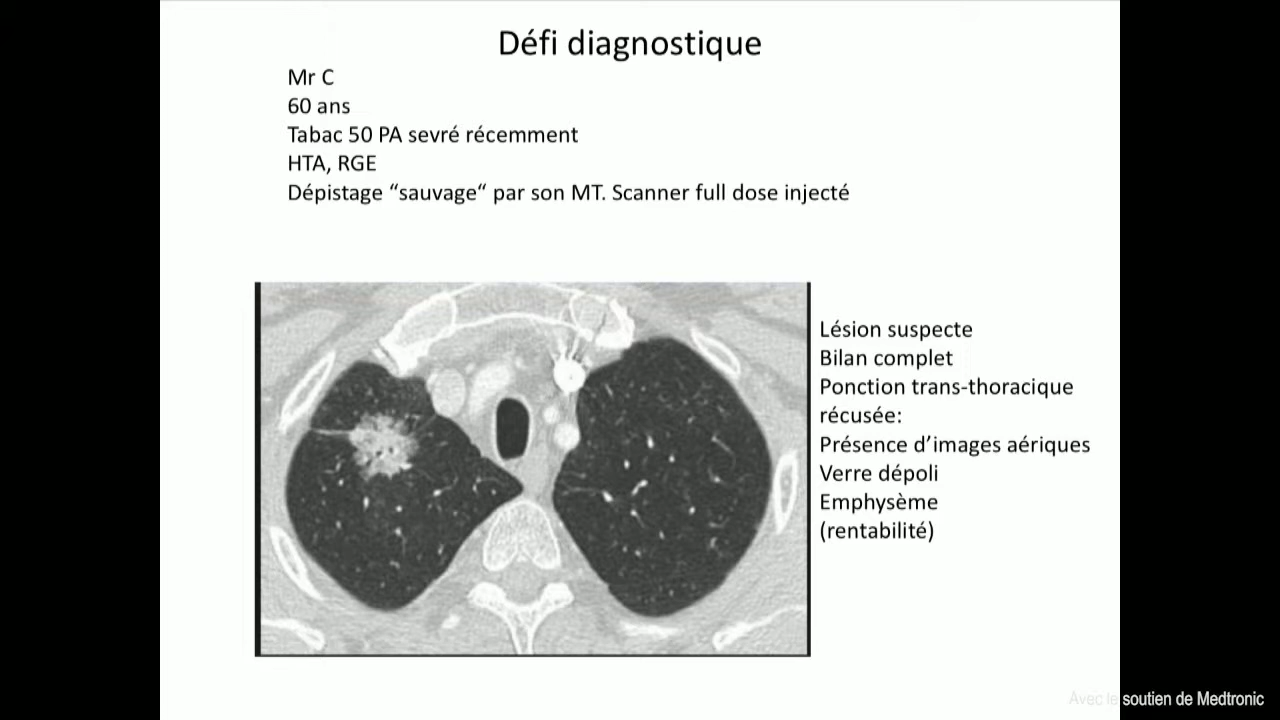 Défi diagnostique
Mr C
60 ans
Tabac 50 PA sevré récemment
HTA, RGE
Dépistage “sauvage“ par son MT. Scanner full dose injecté
Lésion suspecte
Bilan complet
Ponction trans-thoracique
récusée:
Présence d’images aériques
Verre dépoli
Emphysème
(rentabilité)
Avec le soutien de Medtronic